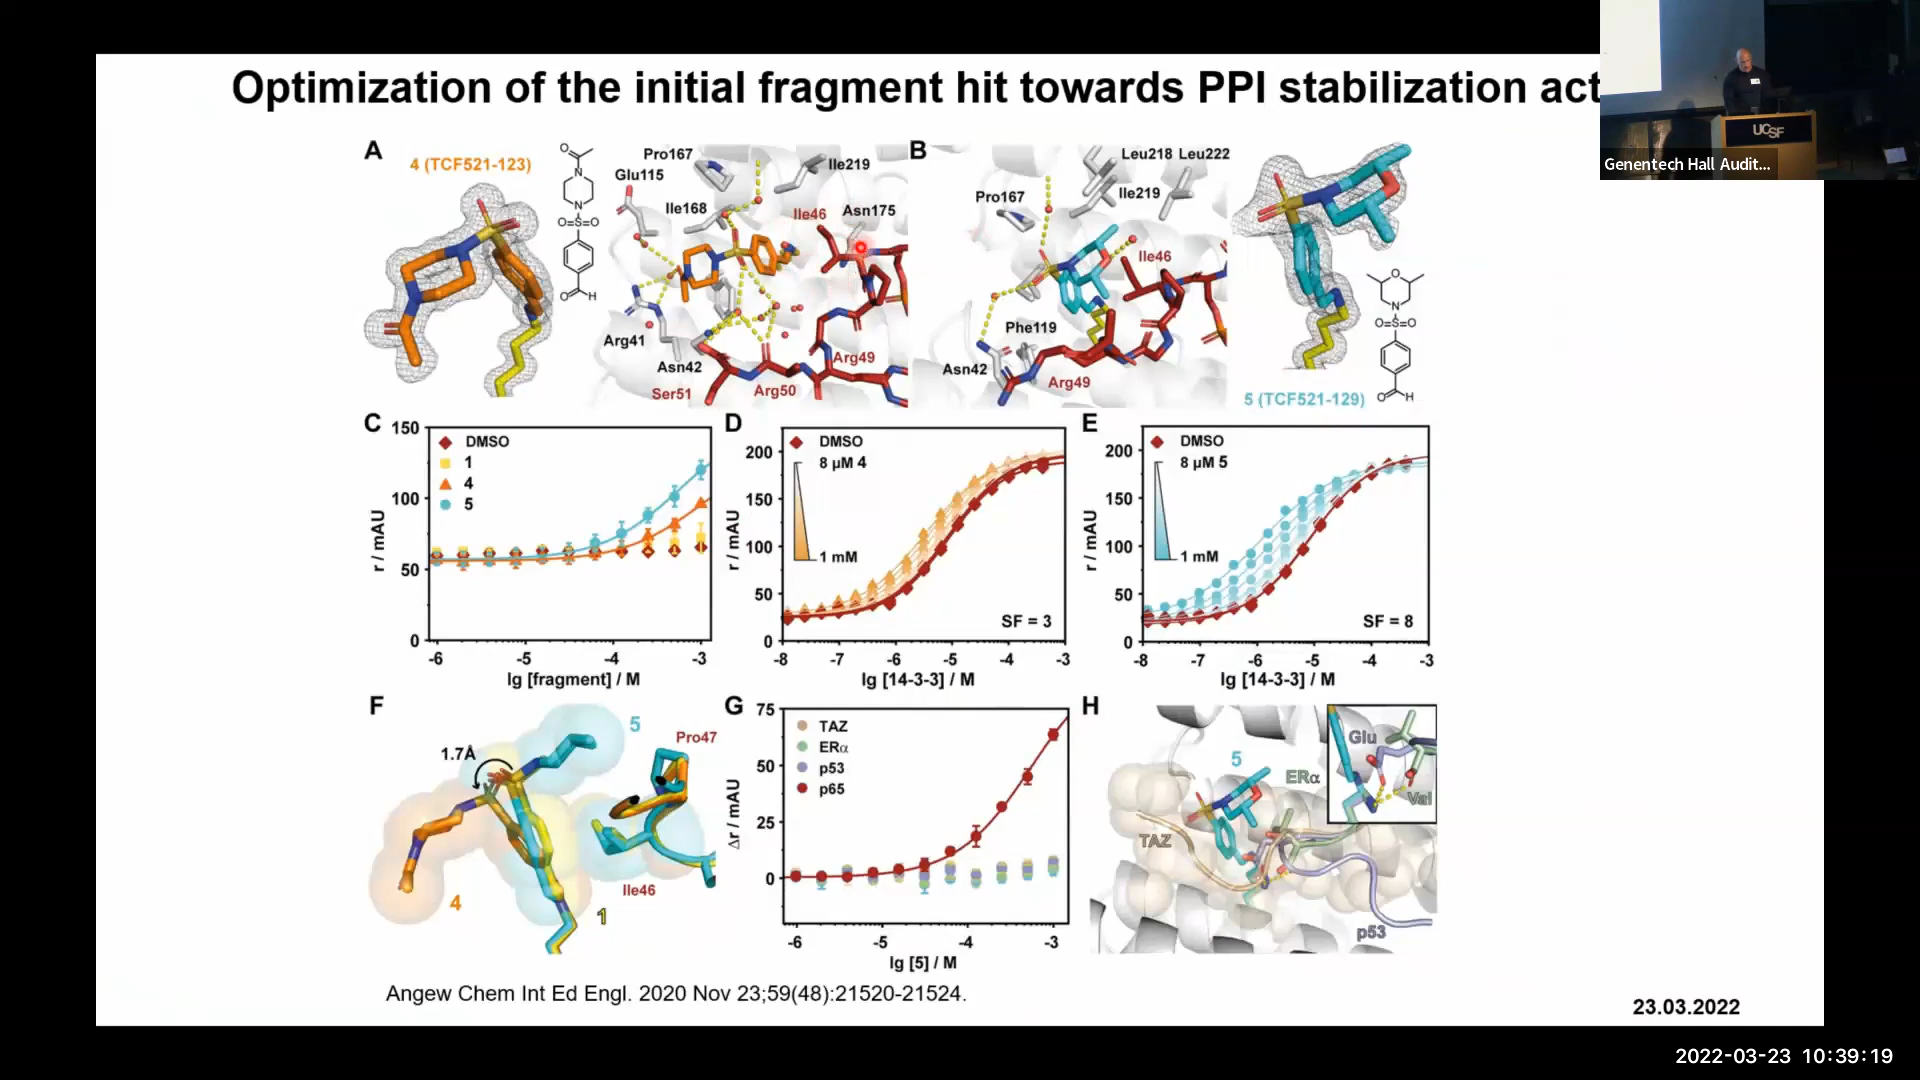 Optimization of the initial fragment hit towards PPI stabilization act
UCSF
Genentech Hall Audit...
A
4 (TCF521-123)
O
N
N
O=S=O
O
H
Pro167
Glu115
Ile168
Ile219
Ile46
Asn175
Arg41
Asn42
Ser51
Arg50
Arg49
B
Leu218 Leu222
Pro167
Ile219
Ile46
Phe119
Asn42
Arg49
O
N
O=S=O
O
H
5 (TCF521-129)
C
150
100
50
0
r / mAU
DMSO
1
4
5
-6
-5
-4
-3
lg [fragment] / M
D
200
150
100
50
0
r / mAU
DMSO
8 µM 4
1 mM
SF = 3
-8
-7
-6
-5
-4
-3
lg [14-3-3] / M
E
200
150
100
50
0
r / mAU
DMSO
8 µM 5
1 mM
SF = 8
-8
-7
-6
-5
-4
-3
lg [14-3-3] / M
F
1.7Å
5
Pro47
Ile46
4
1
G
75
50
25
0
Δr / mAU
TAZ
ERα
p53
p65
-6
-5
-4
-3
lg [5] / M
H
5
ERα
Glu
Val
TAZ
p53
Angew Chem Int Ed Engl. 2020 Nov 23;59(48):21520-21524.
23.03.2022
2022-03-23 10:39:19